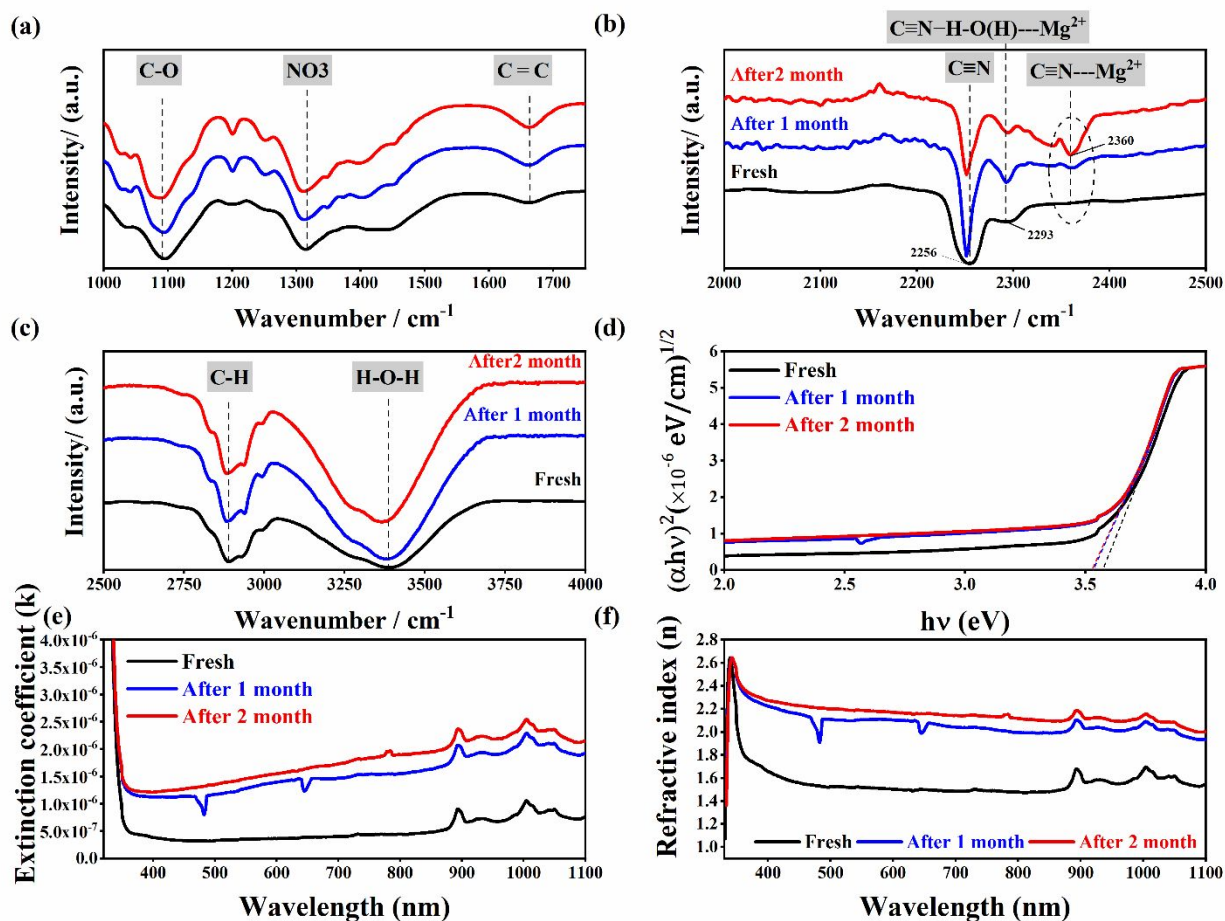 (a)
C-O
NO3
C = C
Intensity/ (a.u.)
1000 1100 1200 1300 1400 1500 1600 1700
Wavenumber / cm⁻¹
(b)
C≡N−H-O(H)---Mg²⁺
C≡N
C≡N---Mg²⁺
After2 month
After 1 month
Fresh
2360
2293
2256
Intensity/ (a.u.)
2000 2100 2200 2300 2400 2500
Wavenumber / cm⁻¹
(c)
C-H
H-O-H
After2 month
After 1 month
Fresh
Intensity/ (a.u.)
2500 2750 3000 3250 3500 3750 4000
Wavenumber / cm⁻¹
(d)
Fresh
After 1 month
After 2 month
(αhν)²(×10⁻⁶ eV/cm)¹/²
6
5
4
3
2
1
0
2.0 2.5 3.0 3.5 4.0
hν (eV)
(e)
Fresh
After 1 month
After 2 month
Extinction coefficient (k)
4.0x10⁻⁶
3.5x10⁻⁶
3.0x10⁻⁶
2.5x10⁻⁶
2.0x10⁻⁶
1.5x10⁻⁶
1.0x10⁻⁶
5.0x10⁻⁷
0.0
400 500 600 700 800 900 1000 1100
Wavelength (nm)
(f)
Refractive index (n)
2.8
2.6
2.4
2.2
2.0
1.8
1.6
1.4
1.2
1.0
Fresh After 1 month After 2 month
400 500 600 700 800 900 1000 1100
Wavelength (nm)